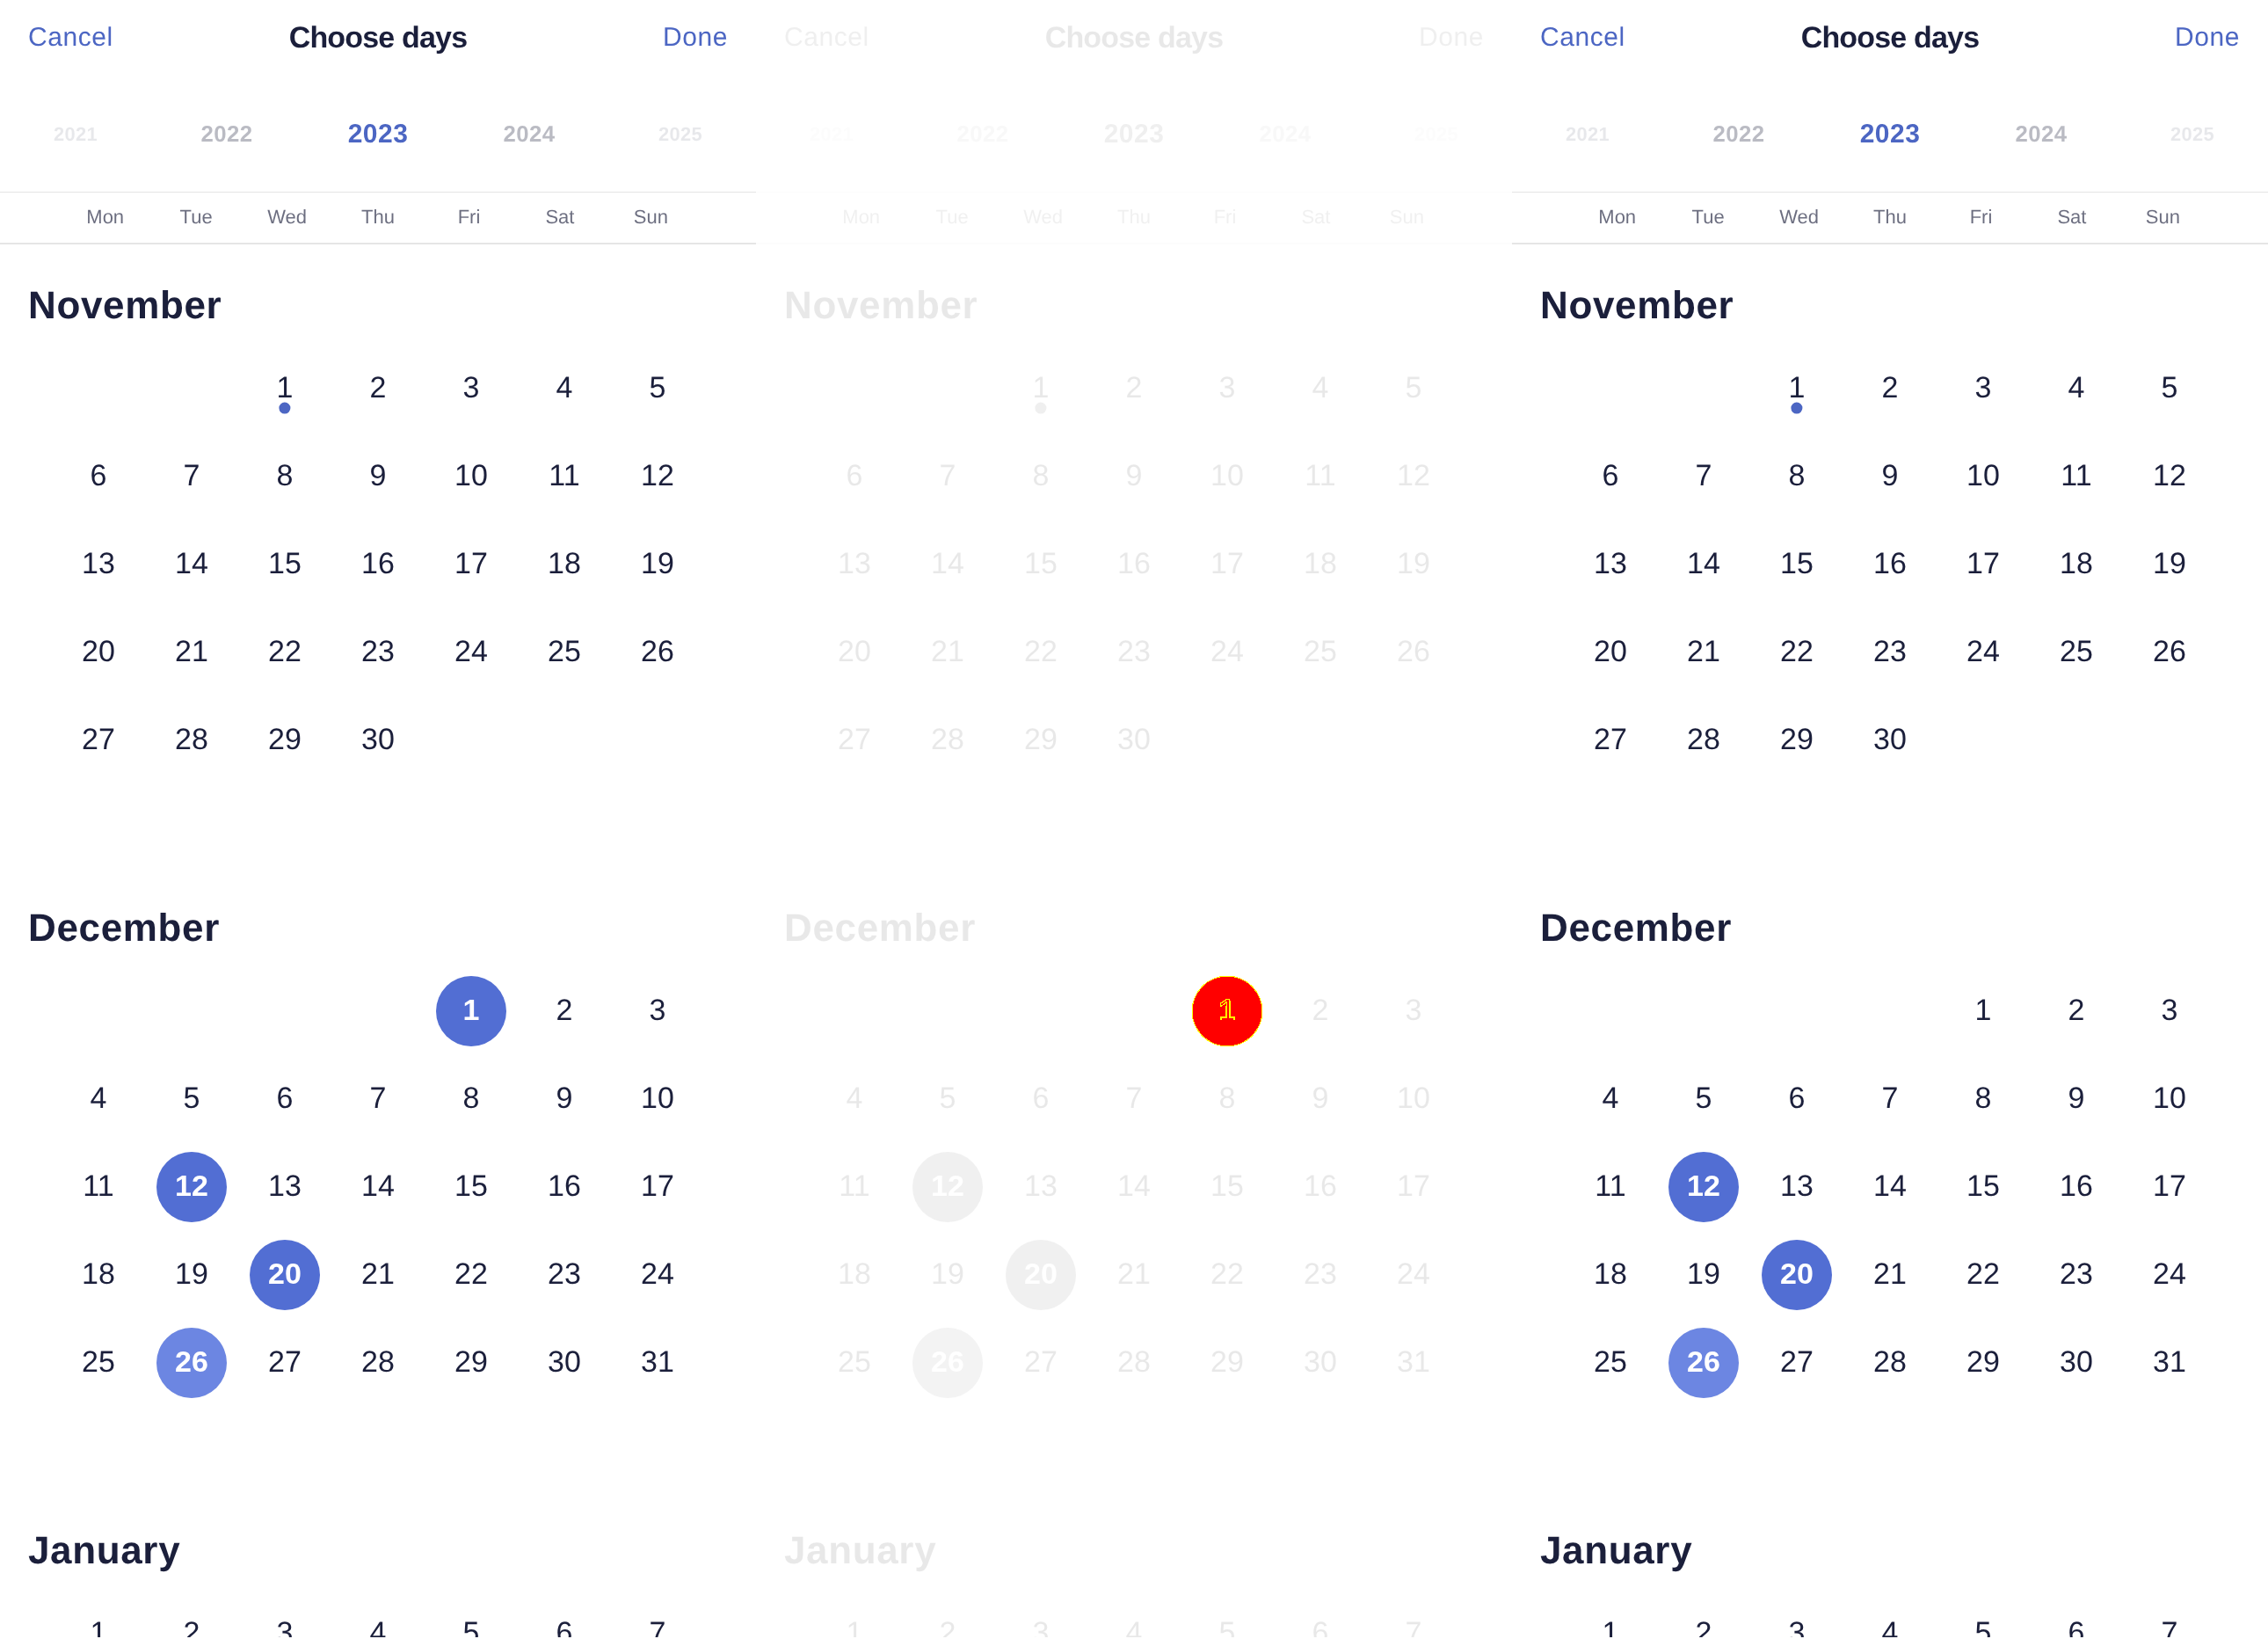 Cancel Choose days Done Cancel Choose days Done Cancel Choose days Done
2021 2022 2023 2024 2025 2022 2023 2024 2021 2022 2023 2024 2025
Mon Tue Wed Thu Fri Sat Sun Mon Tue Wed Thu Fri Sat Sun Mon Tue Wed Thu Fri Sat Sun
November November November
1 2 3 4 5 1 2 3 4 5 1 2 3 4 5
6 7 8 9 10 11 12 6 7 8 9 10 11 12 6 7 8 9 10 11 12
13 14 15 16 17 18 19 13 14 15 16 17 18 19 13 14 15 16 17 18 19
20 21 22 23 24 25 26 20 21 22 23 24 25 26 20 21 22 23 24 25 26
27 28 29 30 27 28 29 30 27 28 29 30
December December December
1 2 3 1 2 3 1 2 3
4 5 6 7 8 9 10 4 5 6 7 8 9 10 4 5 6 7 8 9 10
11 12 13 14 15 16 17 11 12 13 14 15 16 17 11 12 13 14 15 16 17
18 19 20 21 22 23 24 18 19 20 21 22 23 24 18 19 20 21 22 23 24
25 26 27 28 29 30 31 25 26 27 28 29 30 31 25 26 27 28 29 30 31
January January January
1 2 3 4 5 6 7 1 2 3 4 5 6 7 1 2 3 4 5 6 7